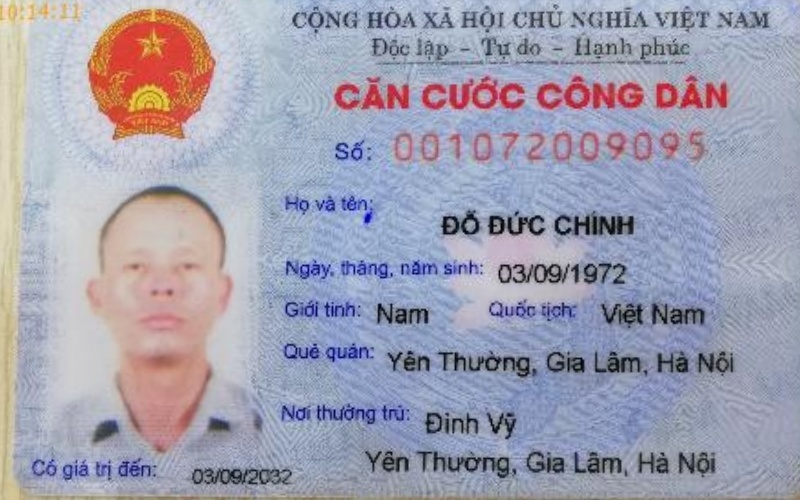 10:14:11
CỘNG HÒA XÃ HỘI CHỦ NGHĨA VIỆT NAM
Độc lập - Tự do - Hạnh phúc
CĂN CƯỚC CÔNG DÂN
Số: 001072009095
Họ và tên:
ĐỖ ĐỨC CHÍNH
Ngày, tháng, năm sinh: 03/09/1972
Giới tính: Nam Quốc tịch: Việt Nam
Quê quán: Yên Thường, Gia Lâm, Hà Nội
Nơi thường trú: Đình Vỹ
Yên Thường, Gia Lâm, Hà Nội
Có giá trị đến: 03/09/2032